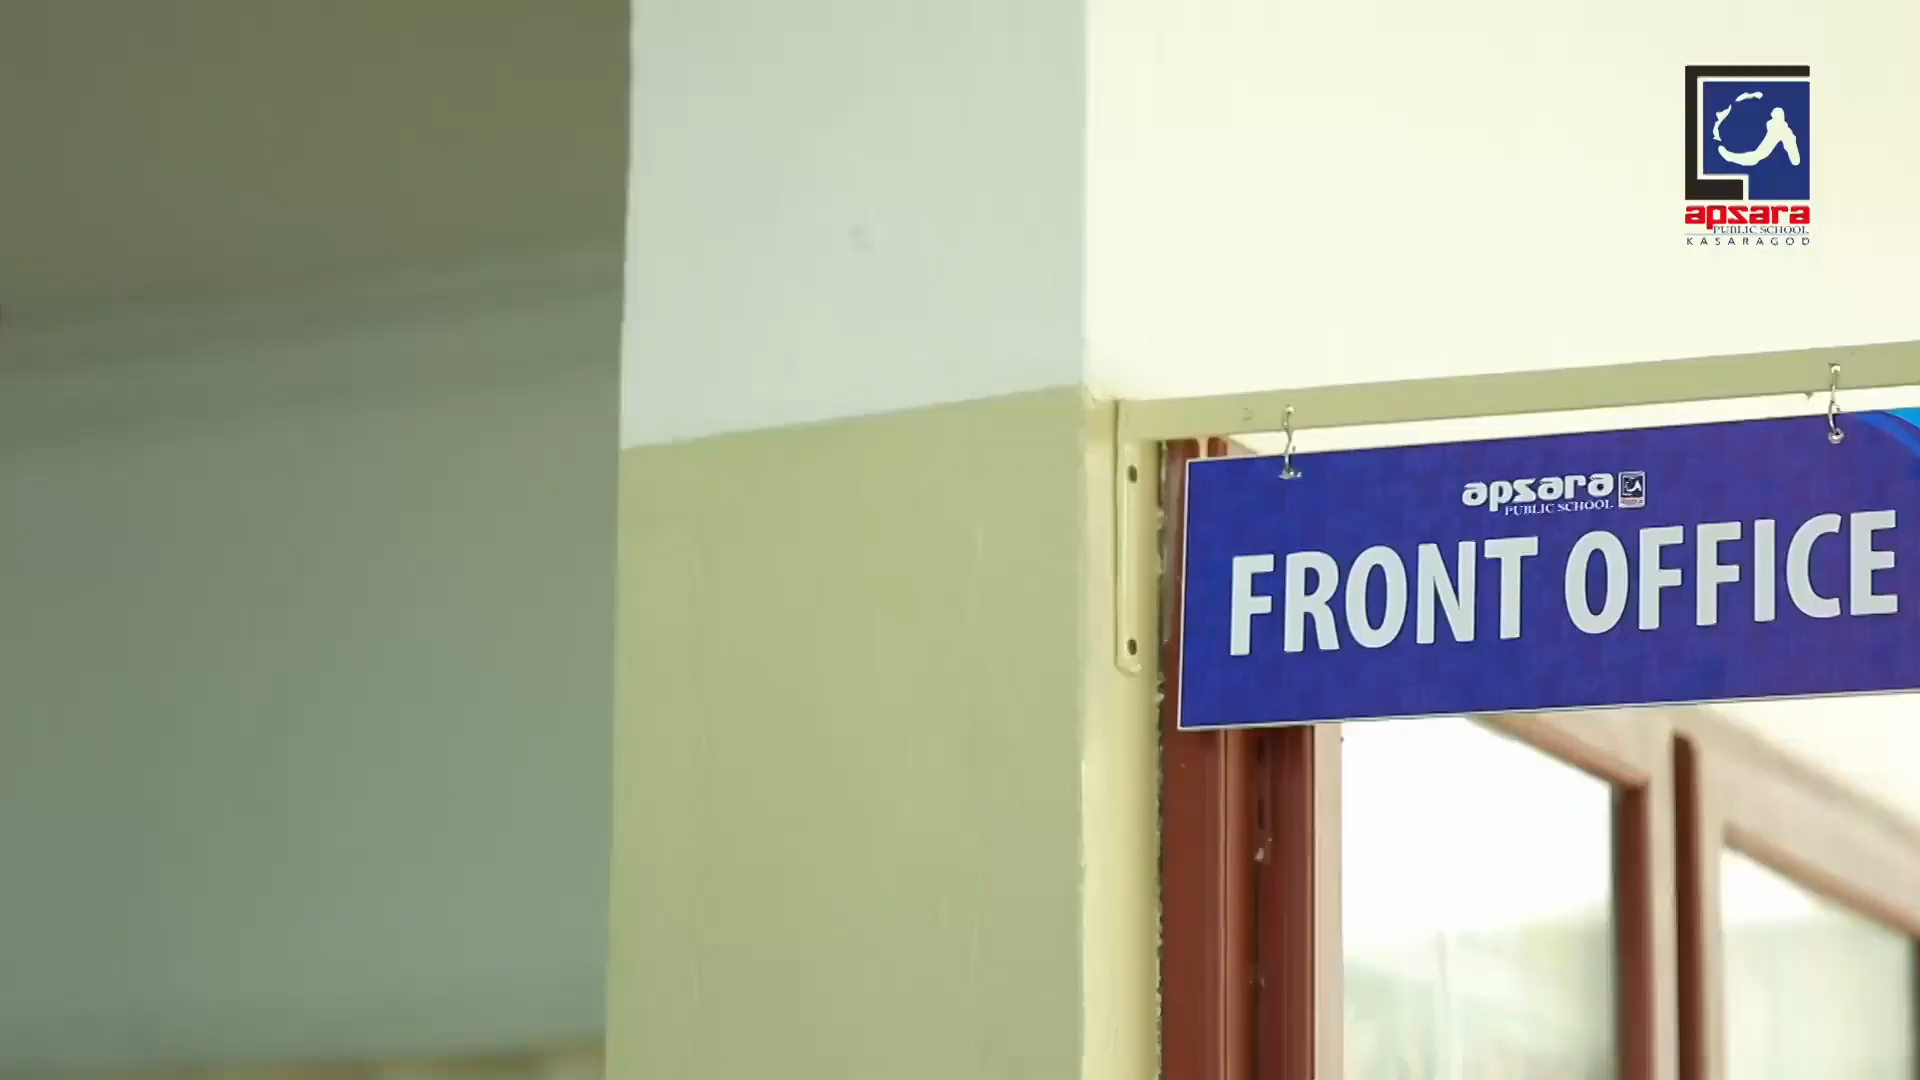 apsara
PUBLIC SCHOOL
KASARAGOD
apsara
PUBLIC SCHOOL
FRONT OFFICE